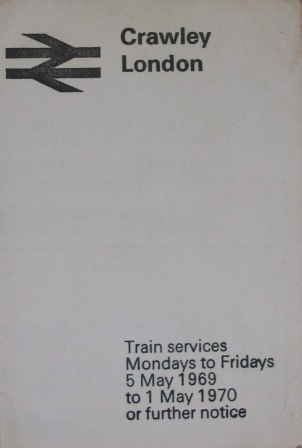 Crawley
London
Train services
Mondays to Fridays
5 May 1969
to 1 May 1970
or further notice